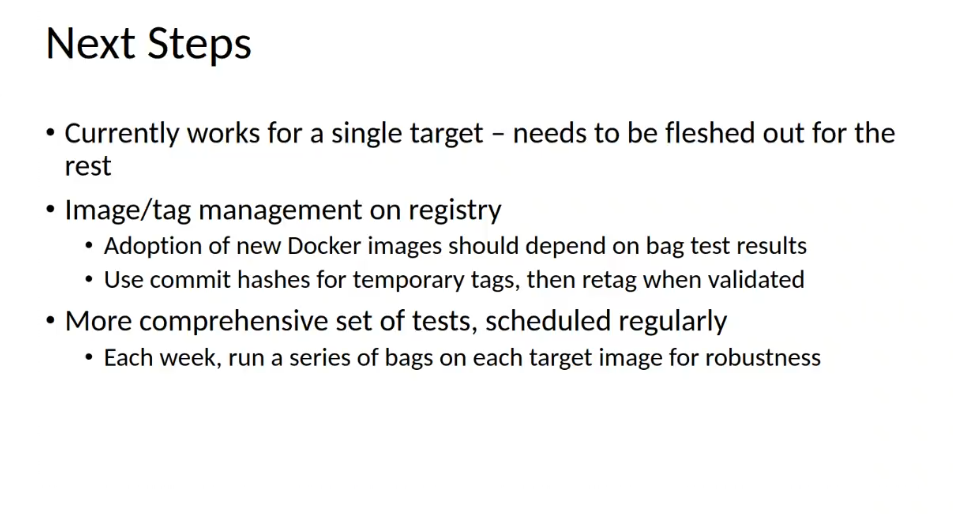 Next Steps
• Currently works for a single target – needs to be fleshed out for the
rest
• Image/tag management on registry
• Adoption of new Docker images should depend on bag test results
• Use commit hashes for temporary tags, then retag when validated
• More comprehensive set of tests, scheduled regularly
• Each week, run a series of bags on each target image for robustness